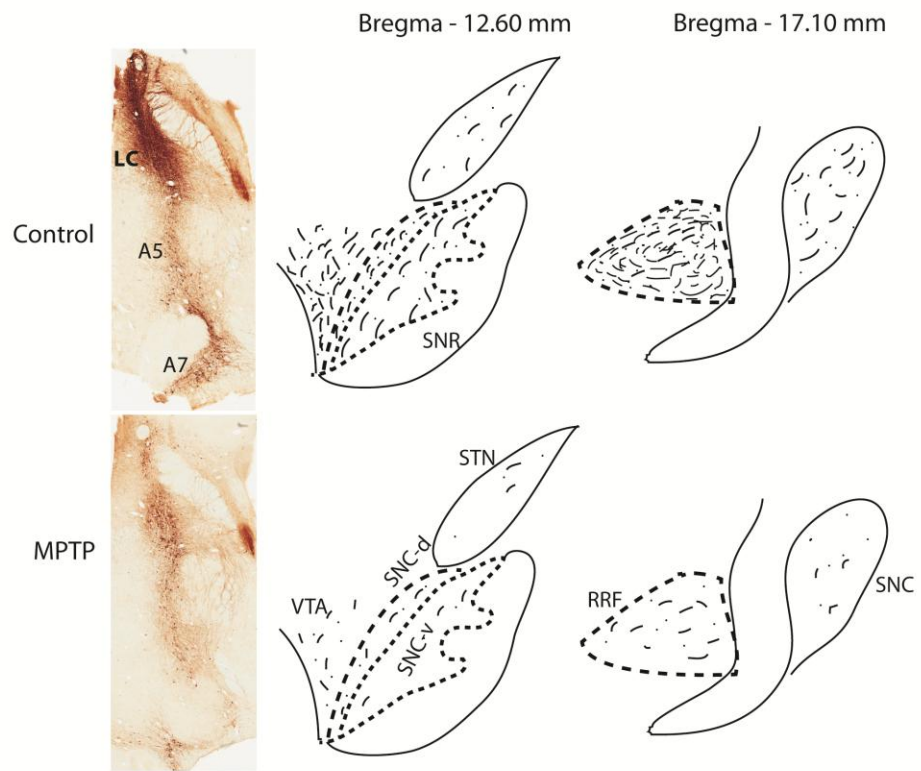 Bregma - 12.60 mm
Bregma - 17.10 mm
LC
Control
A5
SNR
A7
STN
MPTP
SNC-d
VTA
SNC-v
RRF
SNC